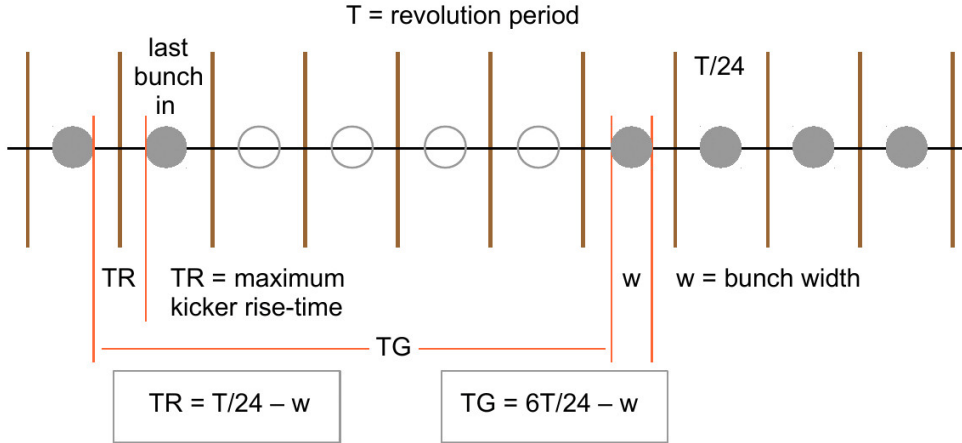 T = revolution period
last
bunch
in
T/24
TR
TR = maximum
kicker rise-time
w
w = bunch width
TG
TR = T/24 – w
TG = 6T/24 – w